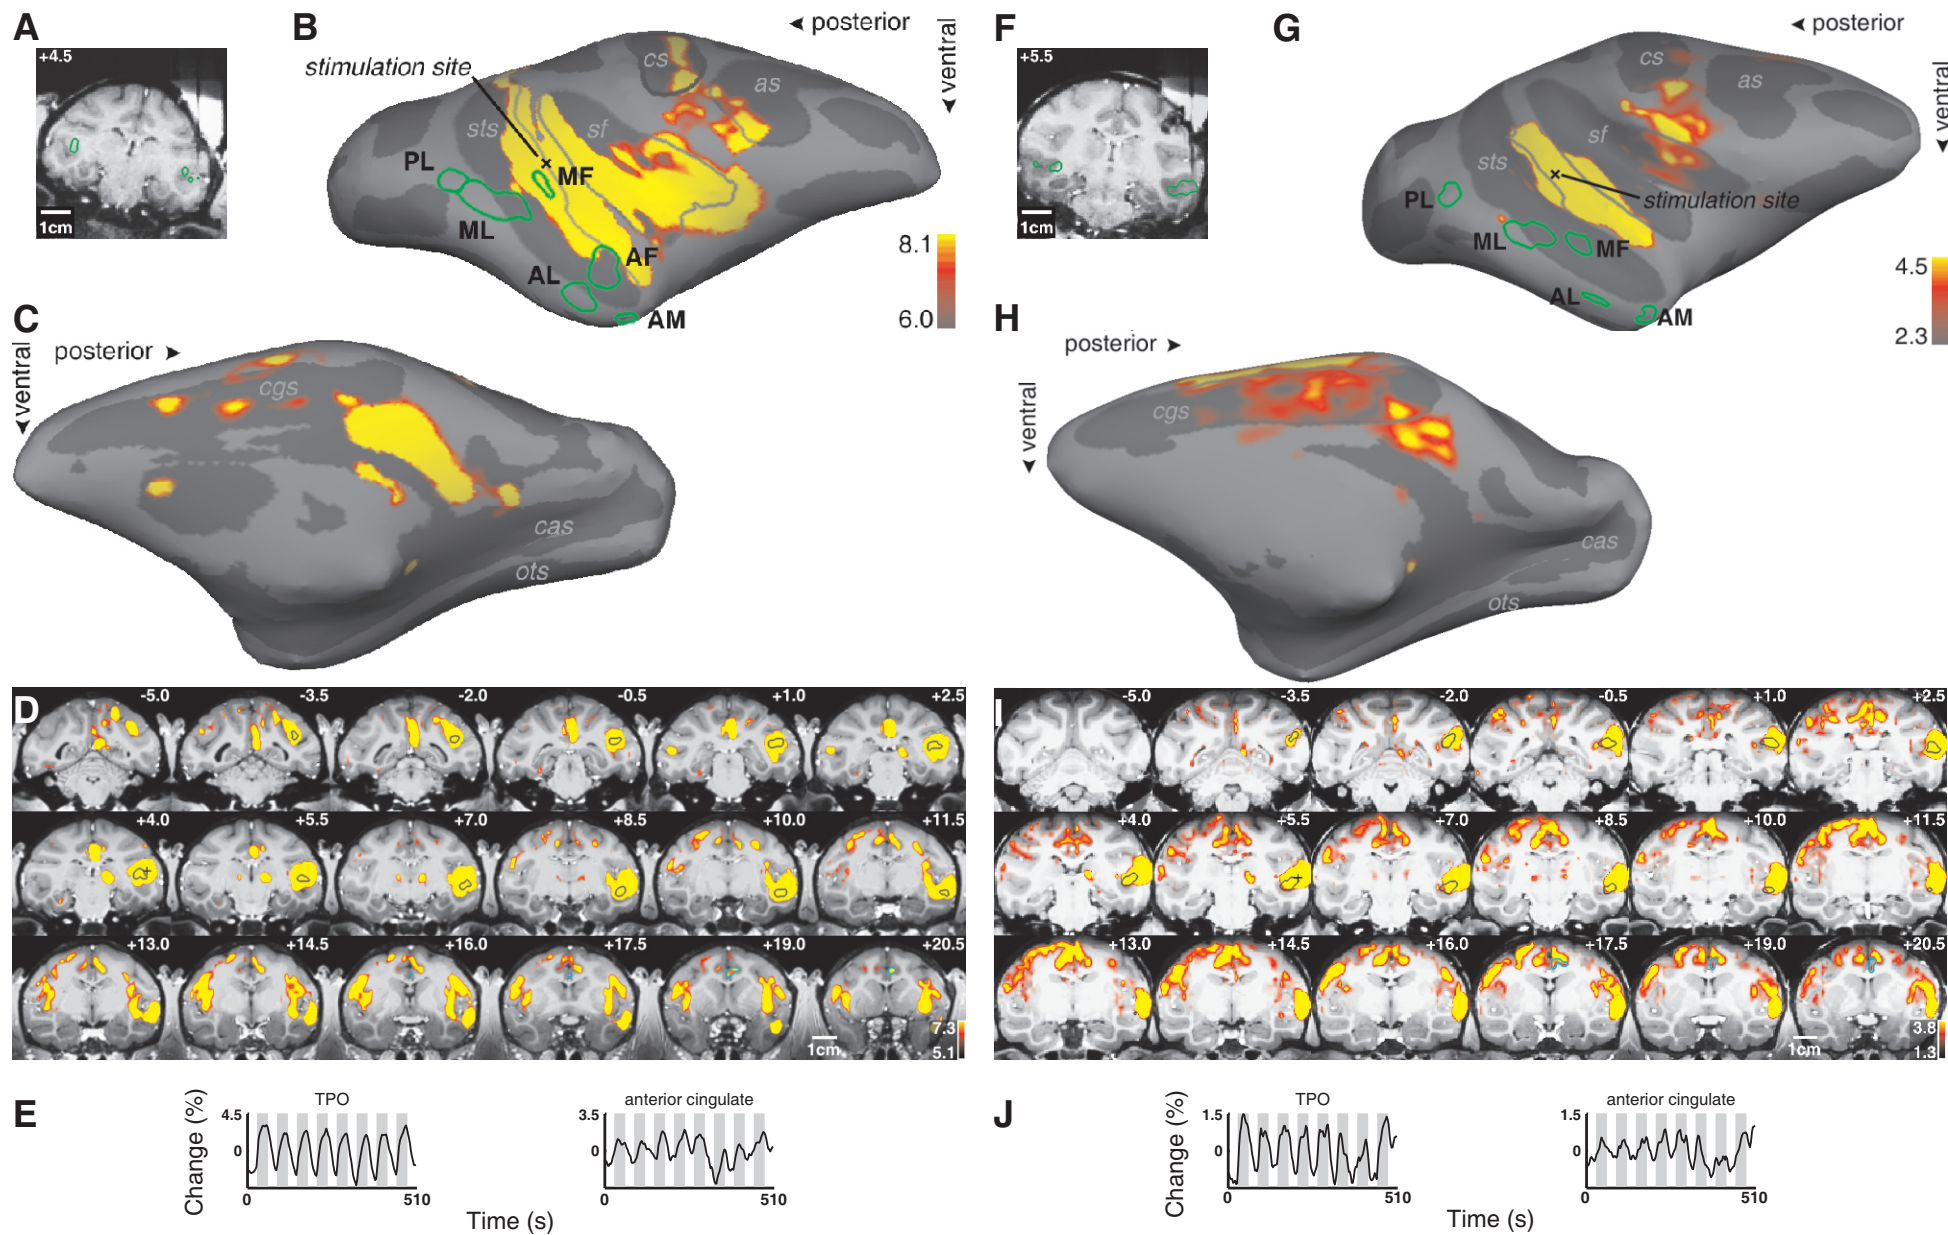 A
+4.5
1cm
B
posterior
ventral
stimulation site
cs
as
sts
sf
PL
MF
ML
AF
AL
AM
8.1
6.0
C
posterior
ventral
cgs
cas
ots
D
-5.0
-3.5
-2.0
-0.5
+1.0
+2.5
+4.0
+5.5
+7.0
+8.5
+10.0
+11.5
+13.0
+14.5
+16.0
+17.5
+19.0
+20.5
1cm
7.3
5.1
E
Change (%)
TPO
4.5
0
0
510
anterior cingulate
3.5
0
0
510
Time (s)
F
+5.5
1cm
G
posterior
ventral
cs
as
sf
sts
stimulation site
PL
ML
MF
AL
AM
4.5
2.3
H
posterior
ventral
cgs
cas
ots
I
-5.0
-3.5
-2.0
-0.5
+1.0
+2.5
+4.0
+5.5
+7.0
+8.5
+10.0
+11.5
+13.0
+14.5
+16.0
+17.5
+19.0
+20.5
1cm
3.8
1.3
J
Change (%)
TPO
1.5
0
0
510
anterior cingulate
1.5
0
0
510
Time (s)